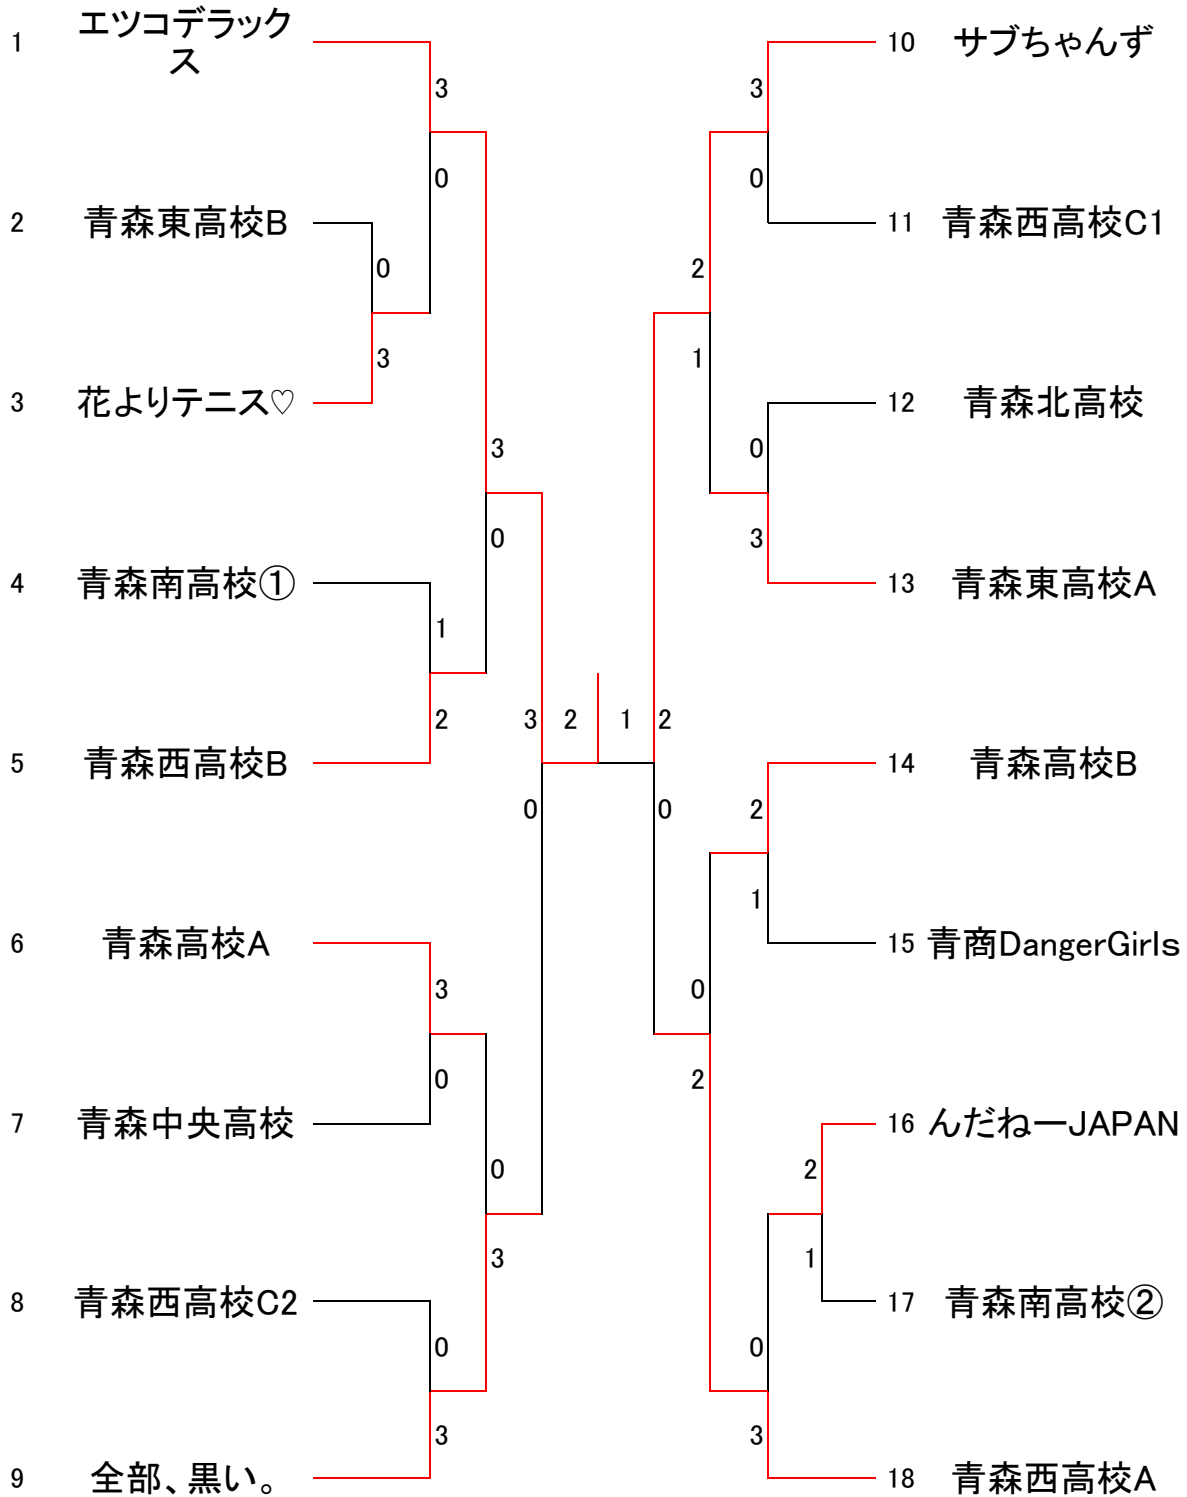 1 エツコデラック
ス
3
0
2 青森東高校B
0
3
3 花よりテニス♡
3
0
4 青森南高校①
1
2
5 青森西高校B
3
0
6 青森高校A
3
0
7 青森中央高校
0
3
8 青森西高校C2
0
3
9 全部、黒い。
2 1
10 サブちゃんず
3
0
11 青森西高校C1
2
1
12 青森北高校
0
3
13 青森東高校A
2
0
14 青森高校B
2
1
15 青商DangerGirls
0
2
16 んだねーJAPAN
2
1
17 青森南高校②
0
3
18 青森西高校A